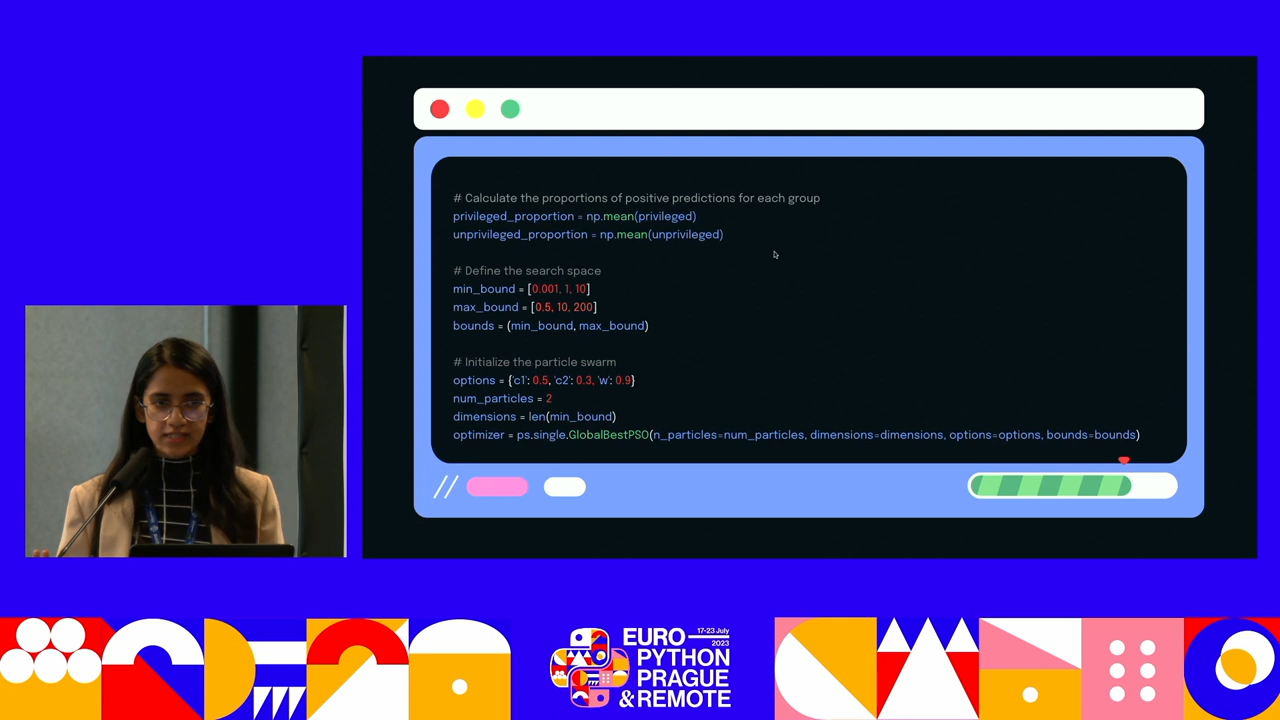 # Calculate the proportions of positive predictions for each group
privileged_proportion = np.mean(privileged)
unprivileged_proportion = np.mean(unprivileged)
# Define the search space
min_bound = [0.001, 1, 10]
max_bound = [0.5, 10, 200]
bounds = (min_bound, max_bound)
# Initialize the particle swarm
options = {'c1': 0.5, 'c2': 0.3, 'w': 0.9}
num_particles = 2
dimensions = len(min_bound)
optimizer = ps.single.GlobalBestPSO(n_particles=num_particles, dimensions=dimensions, options=options, bounds=bounds)
//
EURO
17-23 July
2023
PYTHON
PRAGUE
& REMOTE